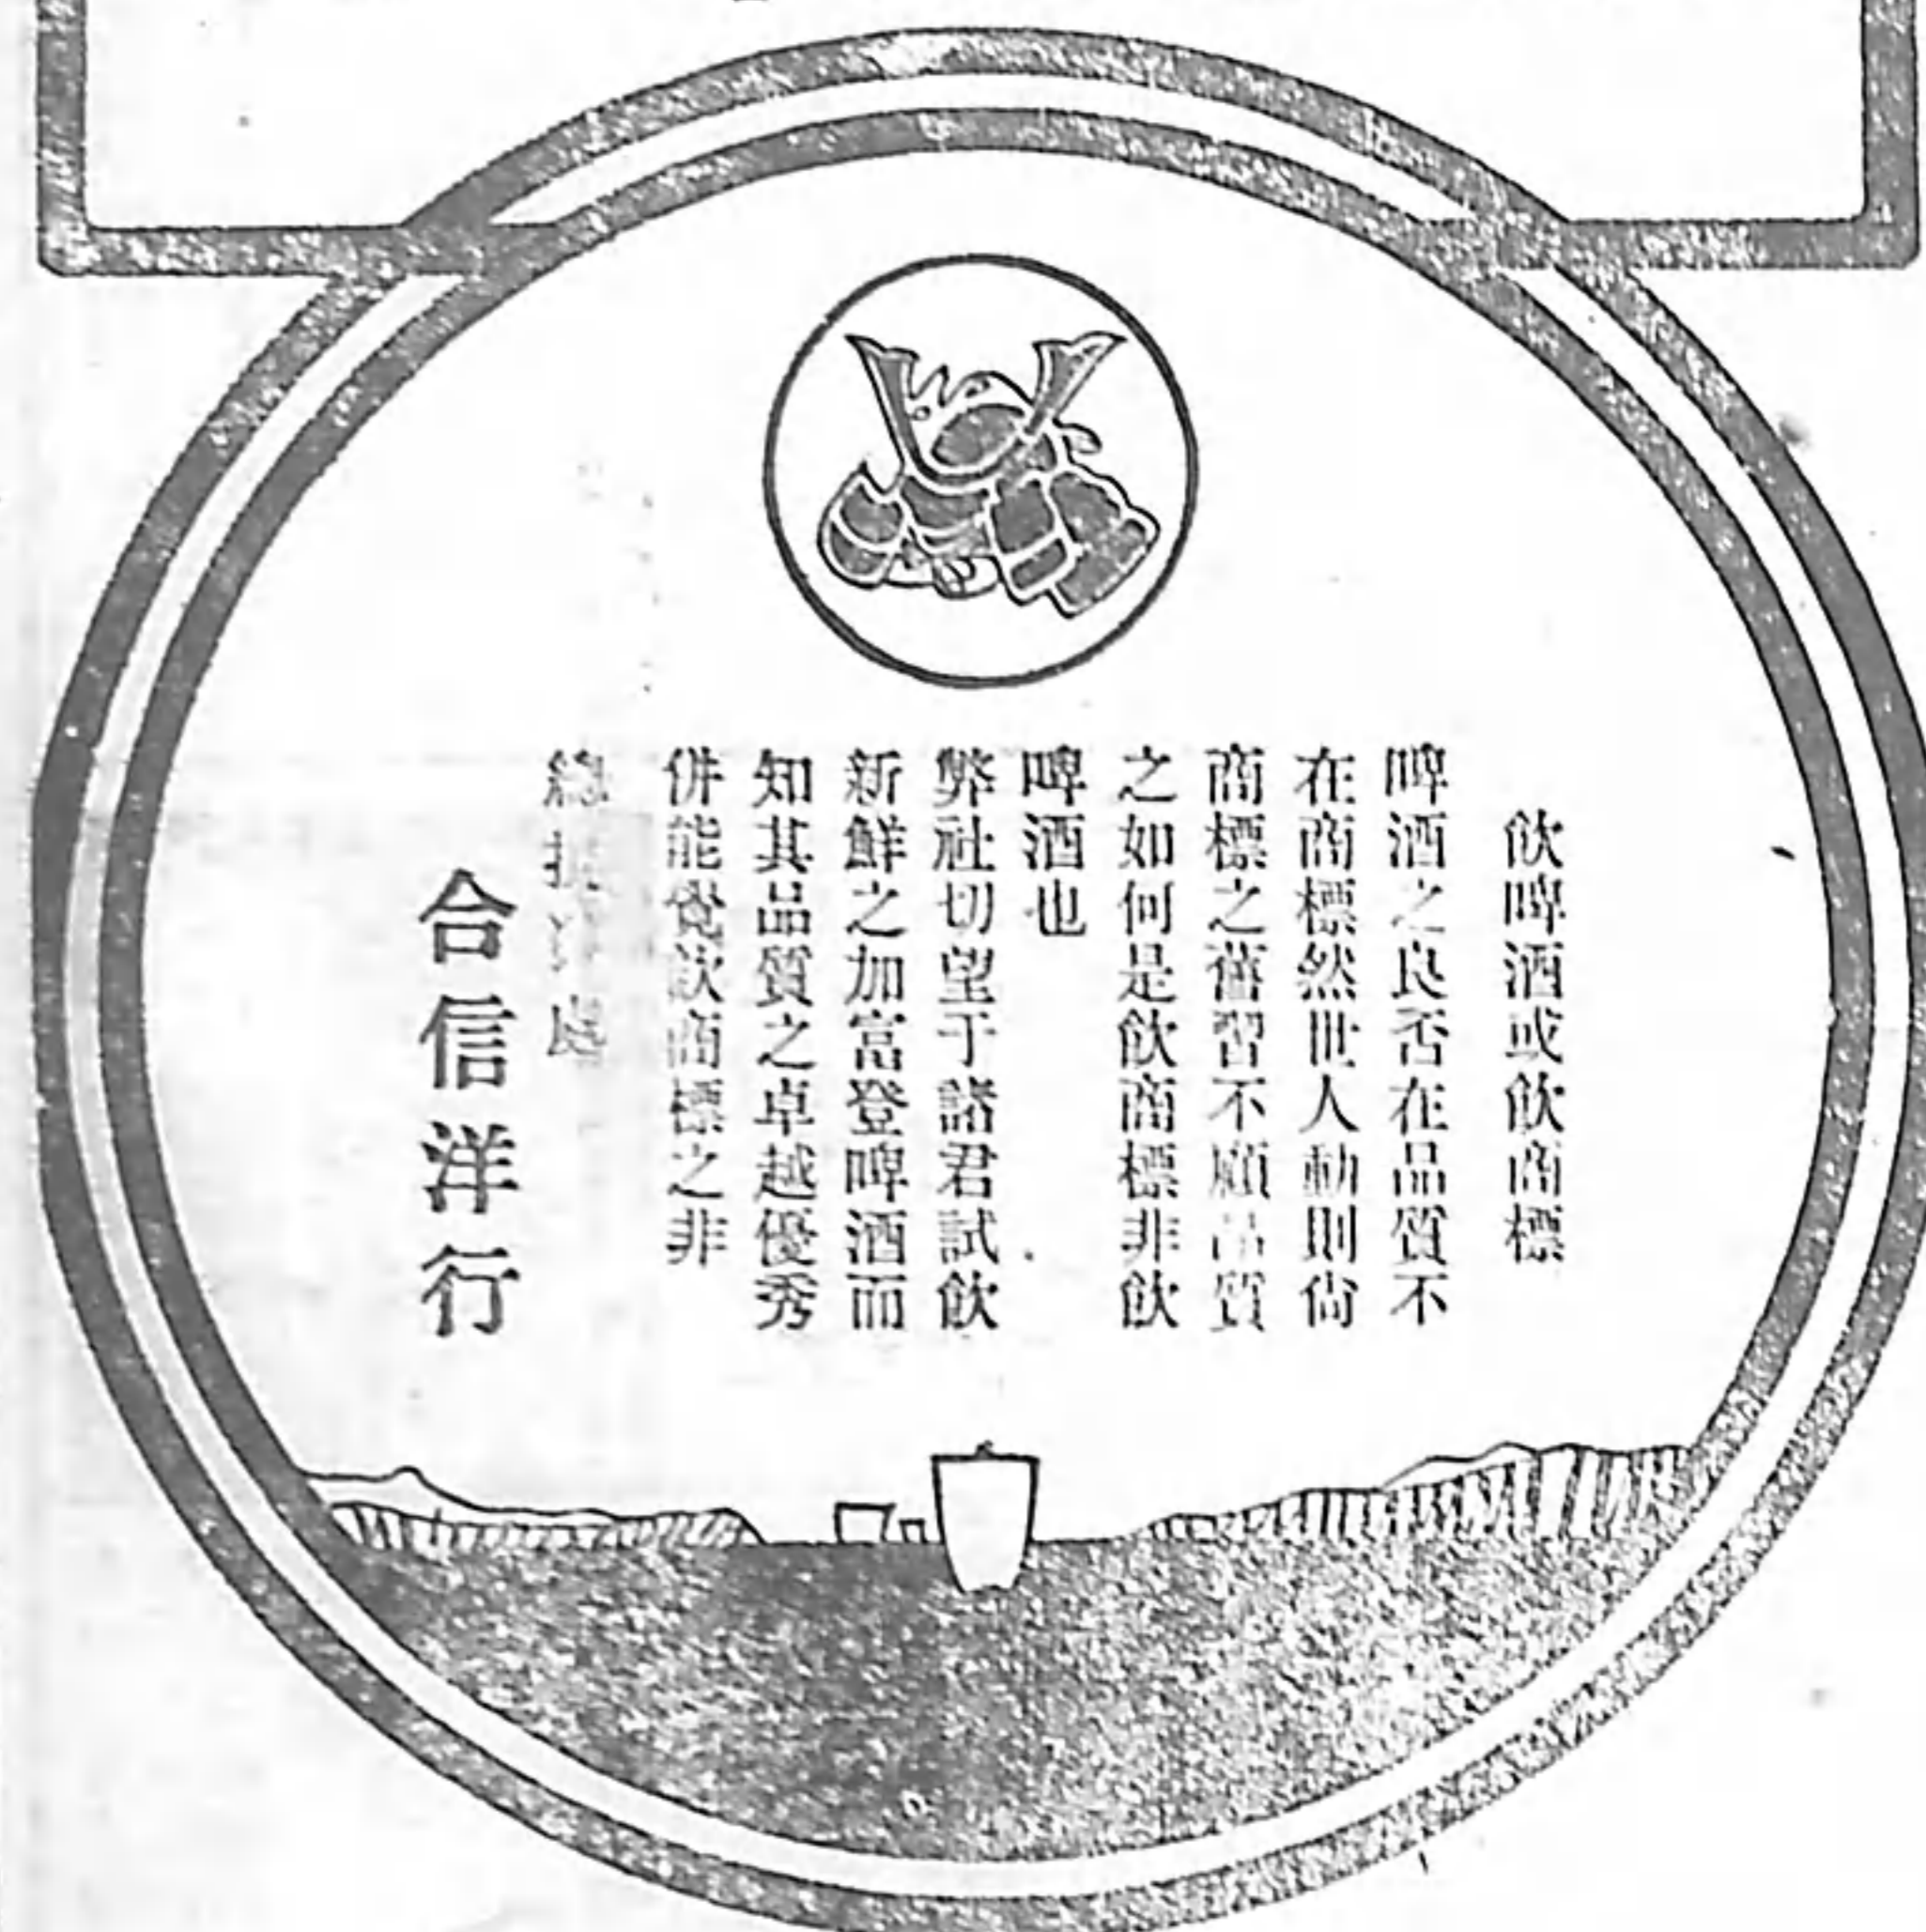 飲啤酒或飲商標
啤酒之良否在品質不
在商標然世人動則尙
商標之舊習不顧品質
之如何是飲商標非飲
啤酒也
弊社切望于諸君試飲
新鮮之加富登啤酒而
知其品質之卓越優秀
併能覺飲商標之非
總批 處
合信洋行